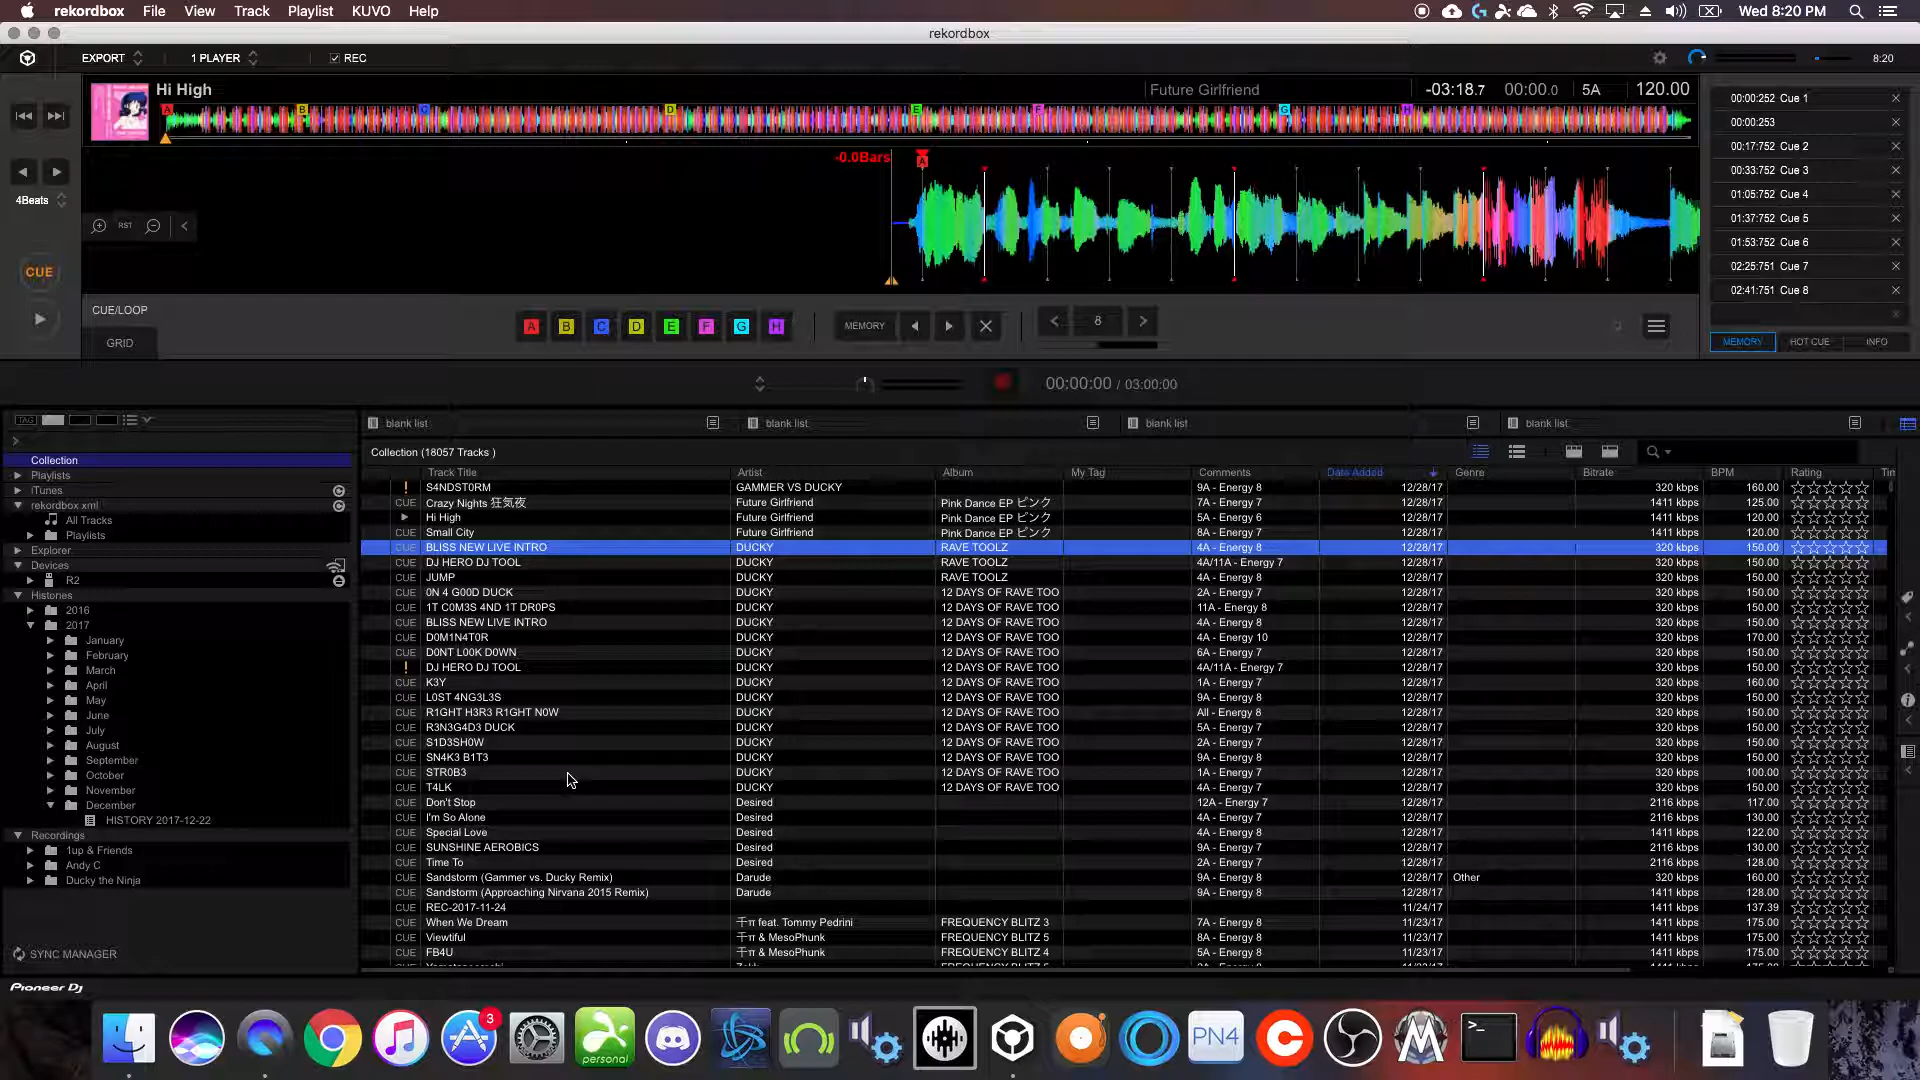 rekordbox File View Track Playlist KUVO Help Wed 8:20 PM
rekordbox
EXPORT 1 PLAYER REC 8:20
Hi High Future Girlfriend -03:18.7 00:00.0 5A 120.00
A B C D E F G H
-0.0Bars A
4Beats
RST
CUE
CUE/LOOP
GRID
A B C D E F G H MEMORY 8
00:00:252 Cue 1
00:00:253
00:17:752 Cue 2
00:33:752 Cue 3
01:05:752 Cue 4
01:37:752 Cue 5
01:53:752 Cue 6
02:25:751 Cue 7
02:41:751 Cue 8
MEMORY HOT CUE INFO
00:00:00 / 03:00:00
TAG
Collection
Playlists
iTunes
rekordbox xml
All Tracks
Playlists
Explorer
Devices
R2
Histories
2016
2017
January
February
March
April
May
June
July
August
September
October
November
December
HISTORY 2017-12-22
Recordings
1up & Friends
Andy C
Ducky the Ninja
SYNC MANAGER
blank list blank list blank list blank list
Collection (18057 Tracks )
Track Title Artist Album My Tag Comments Date Added Genre Bitrate BPM Rating Tim
! S4NDST0RM GAMMER VS DUCKY 9A - Energy 8 12/28/17 320 kbps 160.00
CUE Crazy Nights 狂気夜 Future Girlfriend Pink Dance EP ピンク 7A - Energy 7 12/28/17 1411 kbps 125.00
Hi High Future Girlfriend Pink Dance EP ピンク 5A - Energy 6 12/28/17 1411 kbps 120.00
CUE Small City Future Girlfriend Pink Dance EP ピンク 8A - Energy 7 12/28/17 1411 kbps 120.00
CUE BLISS NEW LIVE INTRO DUCKY RAVE TOOLZ 4A - Energy 8 12/28/17 320 kbps 150.00
CUE DJ HERO DJ TOOL DUCKY RAVE TOOLZ 4A/11A - Energy 7 12/28/17 320 kbps 150.00
CUE JUMP DUCKY RAVE TOOLZ 4A - Energy 8 12/28/17 320 kbps 150.00
CUE 0N 4 G00D DUCK DUCKY 12 DAYS OF RAVE TOO 2A - Energy 7 12/28/17 320 kbps 150.00
CUE 1T C0M3S 4ND 1T DR0PS DUCKY 12 DAYS OF RAVE TOO 11A - Energy 8 12/28/17 320 kbps 150.00
CUE BLISS NEW LIVE INTRO DUCKY 12 DAYS OF RAVE TOO 4A - Energy 8 12/28/17 320 kbps 150.00
CUE D0M1N4T0R DUCKY 12 DAYS OF RAVE TOO 4A - Energy 10 12/28/17 320 kbps 170.00
CUE D0NT L00K D0WN DUCKY 12 DAYS OF RAVE TOO 6A - Energy 7 12/28/17 320 kbps 150.00
! DJ HERO DJ TOOL DUCKY 12 DAYS OF RAVE TOO 4A/11A - Energy 7 12/28/17 320 kbps 150.00
CUE K3Y DUCKY 12 DAYS OF RAVE TOO 1A - Energy 7 12/28/17 320 kbps 160.00
CUE L0ST 4NG3L3S DUCKY 12 DAYS OF RAVE TOO 9A - Energy 8 12/28/17 320 kbps 150.00
CUE R1GHT H3R3 R1GHT N0W DUCKY 12 DAYS OF RAVE TOO All - Energy 8 12/28/17 320 kbps 150.00
CUE R3N3G4D3 DUCK DUCKY 12 DAYS OF RAVE TOO 5A - Energy 7 12/28/17 320 kbps 150.00
CUE S1D3SH0W DUCKY 12 DAYS OF RAVE TOO 2A - Energy 7 12/28/17 320 kbps 150.00
CUE SN4K3 B1T3 DUCKY 12 DAYS OF RAVE TOO 9A - Energy 8 12/28/17 320 kbps 150.00
CUE STR0B3 DUCKY 12 DAYS OF RAVE TOO 1A - Energy 7 12/28/17 320 kbps 100.00
CUE T4LK DUCKY 12 DAYS OF RAVE TOO 4A - Energy 7 12/28/17 320 kbps 150.00
CUE Don't Stop Desired 12A - Energy 7 12/28/17 2116 kbps 117.00
CUE I'm So Alone Desired 4A - Energy 7 12/28/17 2116 kbps 130.00
CUE Special Love Desired 4A - Energy 8 12/28/17 1411 kbps 122.00
CUE SUNSHINE AEROBICS Desired 9A - Energy 7 12/28/17 2116 kbps 130.00
CUE Time To Desired 2A - Energy 7 12/28/17 2116 kbps 128.00
CUE Sandstorm (Gammer vs. Ducky Remix) Darude 9A - Energy 8 12/28/17 Other 320 kbps 160.00
CUE Sandstorm (Approaching Nirvana 2015 Remix) Darude 9A - Energy 8 12/28/17 1411 kbps 128.00
CUE REC-2017-11-24 11/24/17 1411 kbps 137.39
CUE When We Dream 千π feat. Tommy Pedrini FREQUENCY BLITZ 3 7A - Energy 8 11/23/17 1411 kbps 175.00
CUE Viewtiful 千π & MesoPhunk FREQUENCY BLITZ 5 8A - Energy 8 11/23/17 1411 kbps 175.00
CUE FB4U 千π & MesoPhunk FREQUENCY BLITZ 4 5A - Energy 8 11/23/17 1411 kbps 175.00
Pioneer Dj
3
personal
PN4